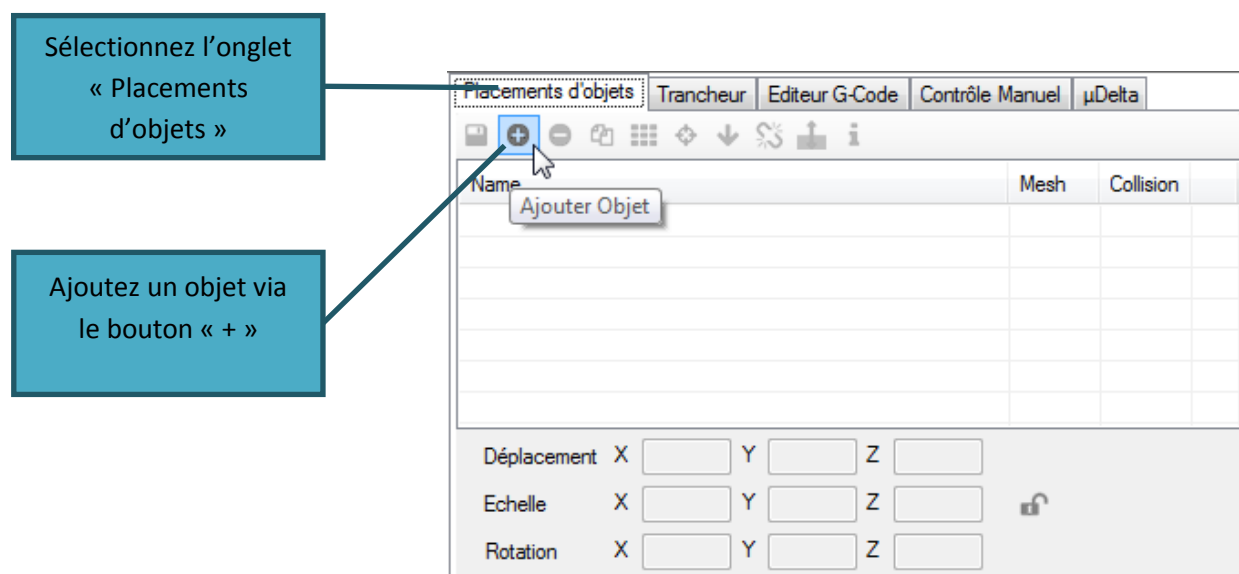 Sélectionnez l'onglet
« Placements
d'objets »
Ajoutez un objet via
le bouton « + »
Placements d'objets Trancheur Editeur G-Code Contrôle Manuel µDelta
Name Mesh Collision
Ajouter Objet
Déplacement X Y Z
Echelle X Y Z
Rotation X Y Z